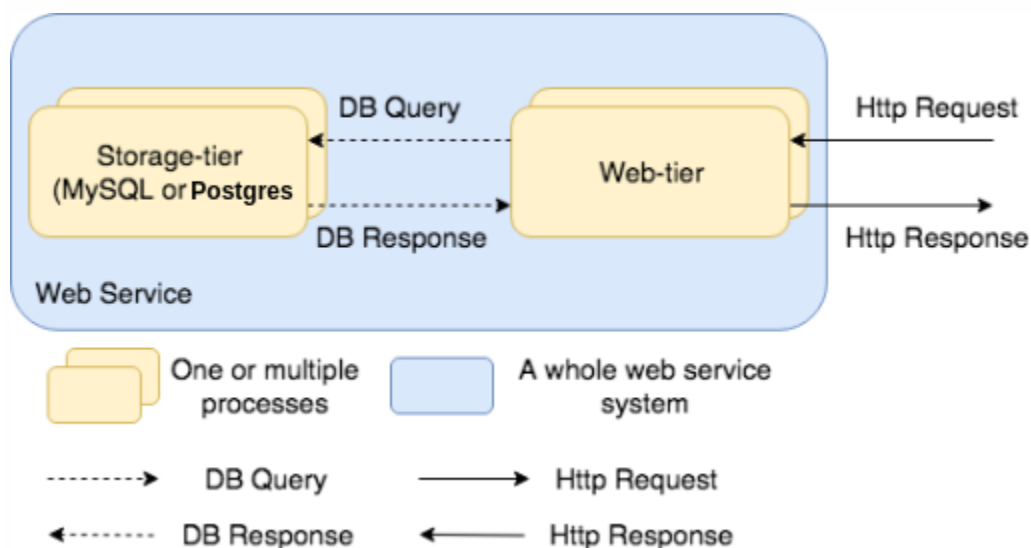 DB Query
Http Request
Storage-tier
(MySQL or Postgres
Web-tier
DB Response
Http Response
Web Service
One or multiple
processes
A whole web service
system
DB Query
Http Request
DB Response
Http Response